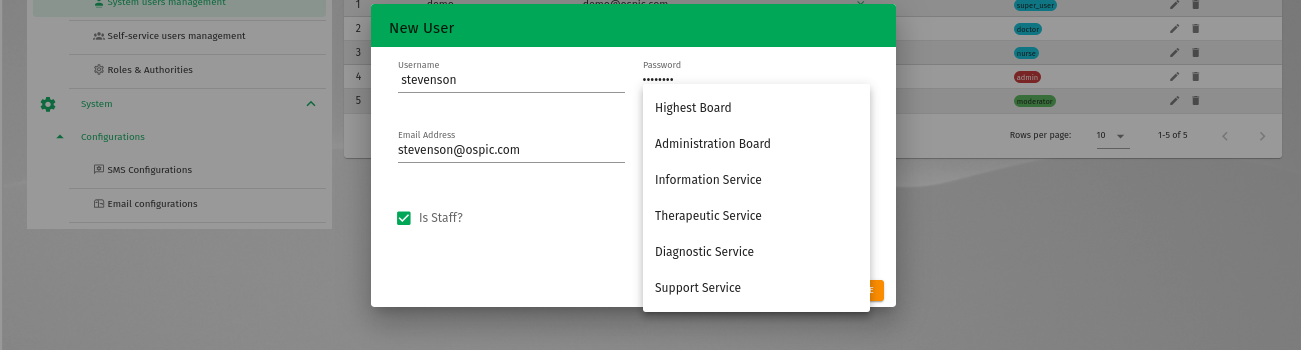 System users management
Self-service users management
Roles & Authorities
System
Configurations
SMS Configurations
Email configurations
New User
Username
stevenson
Password
••••••••
Email Address
stevenson@ospic.com
Is Staff?
Highest Board
Administration Board
Information Service
Therapeutic Service
Diagnostic Service
Support Service
1 demo demo@ospic.com super_user
2 doctor
3 nurse
4 admin
5 moderator
Rows per page: 10 1-5 of 5